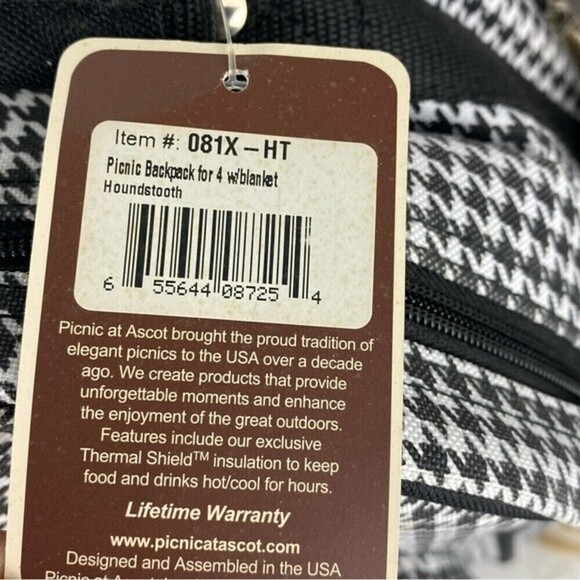 Item #: 081X-HT
Picnic Backpack for 4 w/blanket
Houndstooth
6 55644 08725 4
Picnic at Ascot brought the proud tradition of
elegant picnics to the USA over a decade
ago. We create products that provide
unforgettable moments and enhance
the enjoyment of the great outdoors.
Features include our exclusive
Thermal Shield™ insulation to keep
food and drinks hot/cool for hours.
Lifetime Warranty
www.picnicatascot.com
Designed and Assembled in the USA
Picnic at Ascot